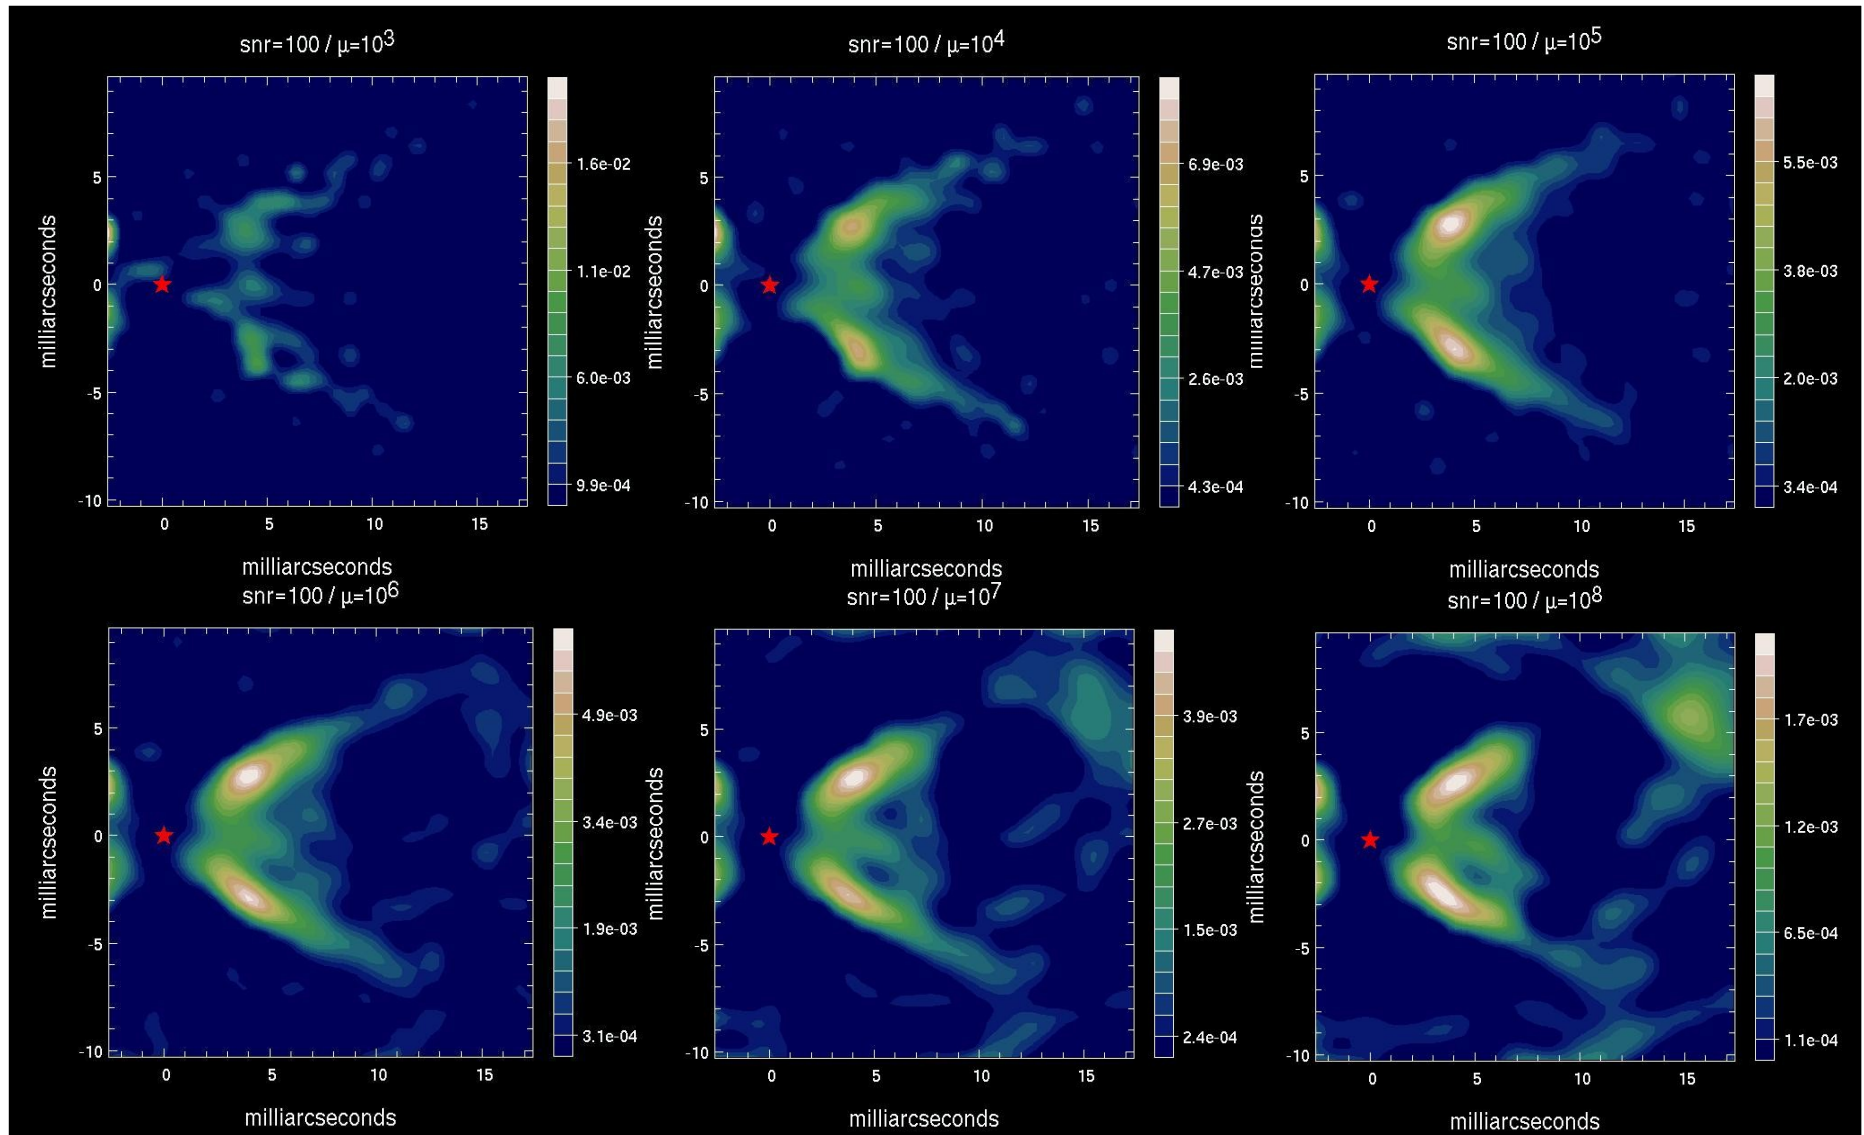 snr=100 / μ=10³
snr=100 / μ=10⁴
snr=100 / μ=10⁵
milliarcseconds
5
0
-5
-10
0
5
10
15
milliarcseconds
1.6e-02
1.1e-02
6.0e-03
9.9e-04
milliarcseconds
5
0
-5
-10
0
5
10
15
milliarcseconds
6.9e-03
4.7e-03
2.6e-03
4.3e-04
milliarcseconds
5
0
-5
-10
0
5
10
15
milliarcseconds
5.5e-03
3.8e-03
2.0e-03
3.4e-04
snr=100 / μ=10⁶
snr=100 / μ=10⁷
snr=100 / μ=10⁸
milliarcseconds
5
0
-5
-10
0
5
10
15
milliarcseconds
4.9e-03
3.4e-03
1.9e-03
3.1e-04
milliarcseconds
5
0
-5
-10
0
5
10
15
milliarcseconds
3.9e-03
2.7e-03
1.5e-03
2.4e-04
milliarcseconds
5
0
-5
-10
0
5
10
15
milliarcseconds
1.7e-03
1.2e-03
6.5e-04
1.1e-04